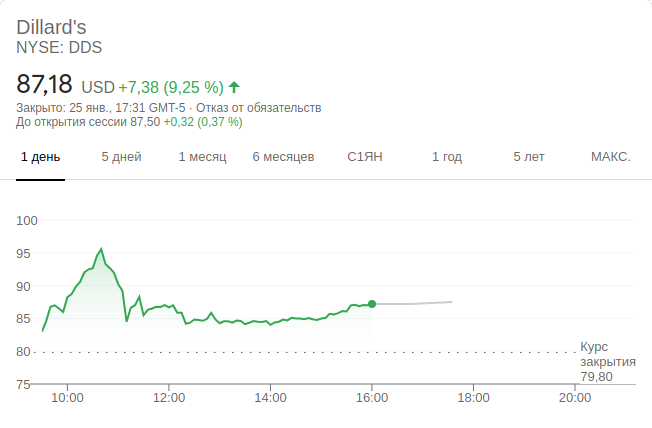 Dillard's
NYSE: DDS
87,18 USD +7,38 (9,25 %)
Закрыто: 25 янв., 17:31 GMT-5 · Отказ от обязательств
До открытия сессии 87,50 +0,32 (0,37 %)
1 день 5 дней 1 месяц 6 месяцев С1ЯН 1 год 5 лет МАКС.
100
95
90
85
80
75
Курс
закрытия
79,80
10:00 12:00 14:00 16:00 18:00 20:00